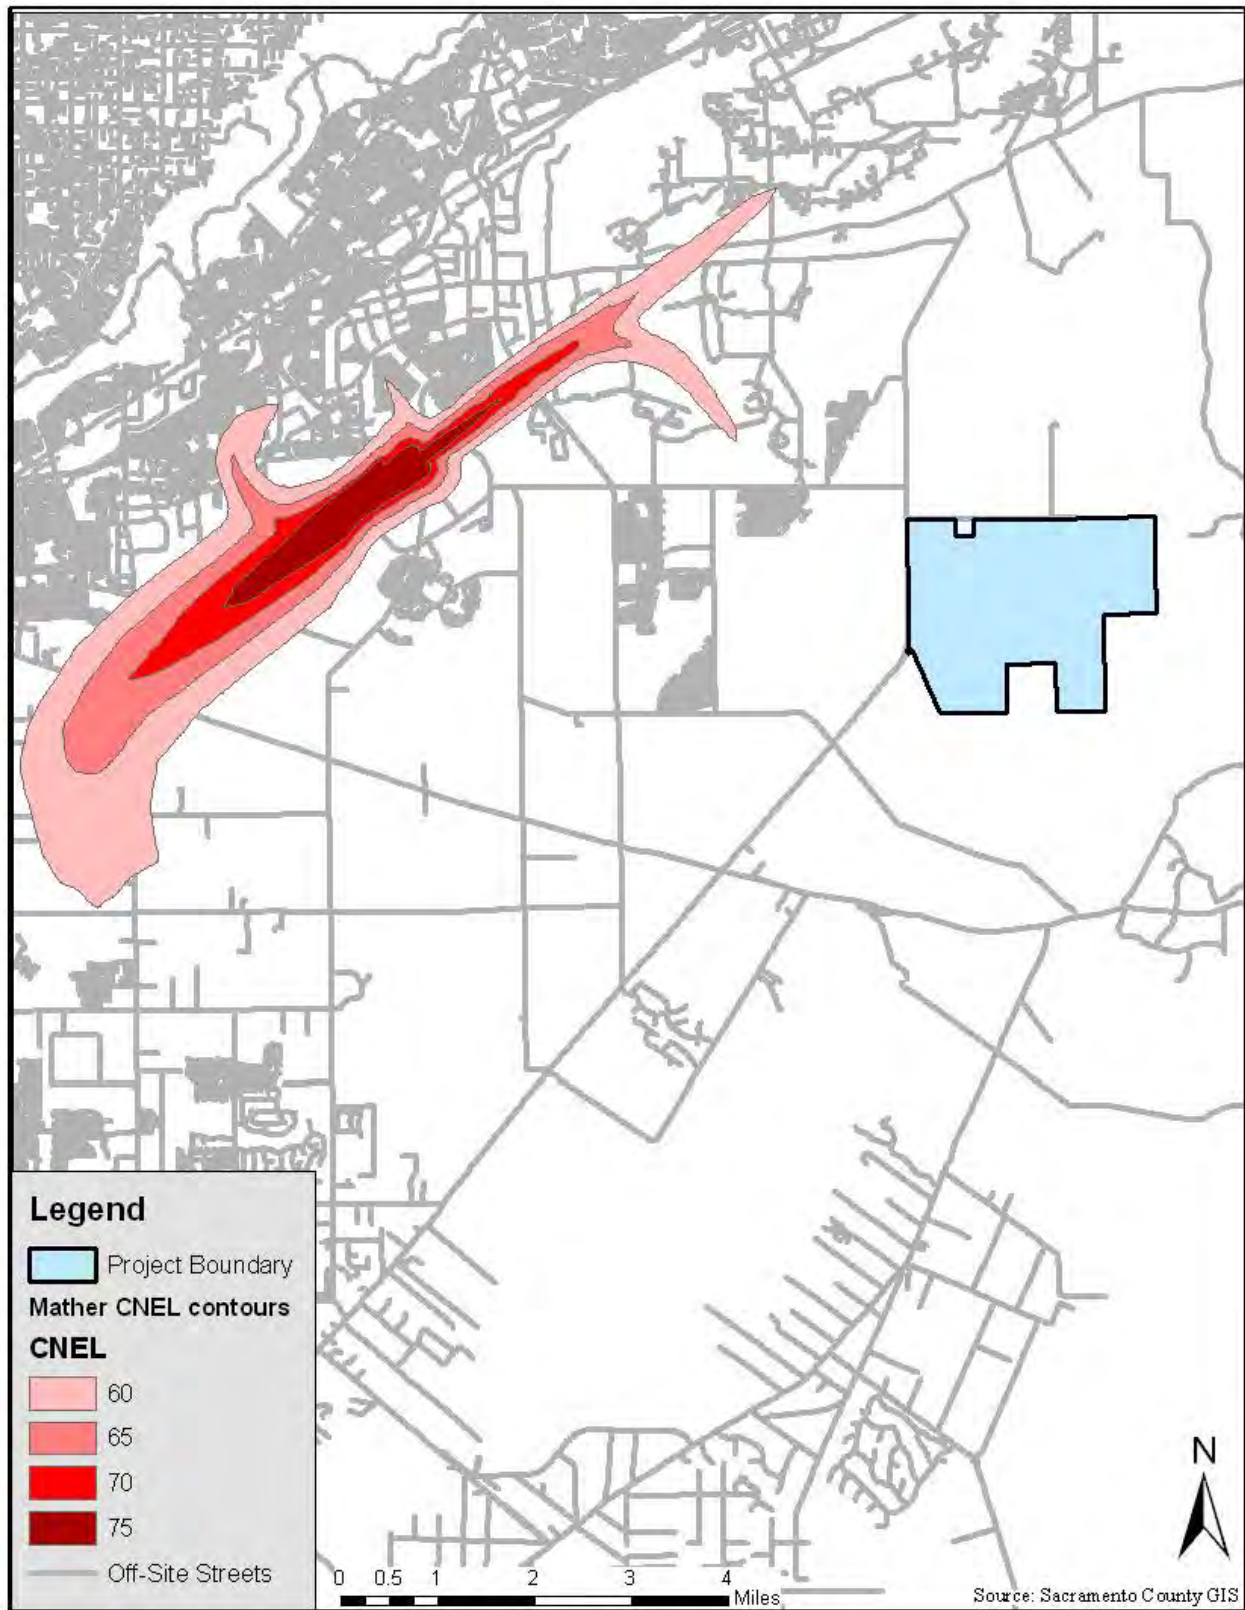 N
Legend
Project Boundary
Mather CNEL contours
CNEL
60
65
70
75
Off-Site Streets
0 0.5 1 2 3 4
Miles
Source: Sacramento County GIS